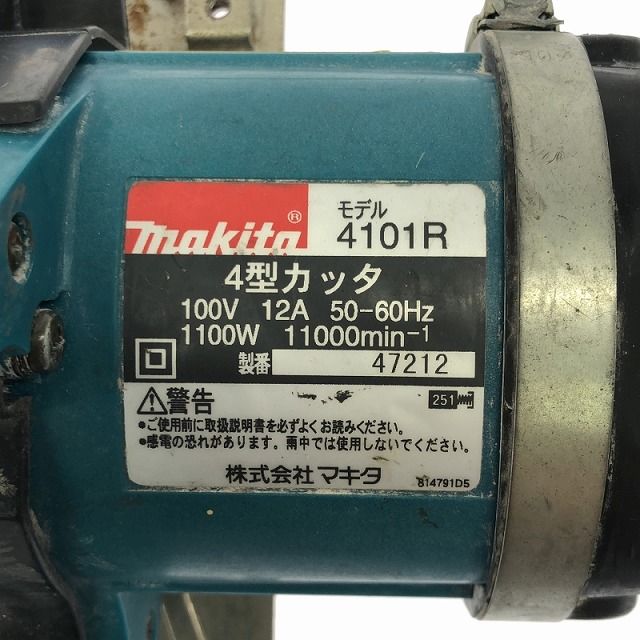 makita® モデル 4101R
4型カッタ
100V 12A 50-60Hz
1100W 11000min-1
製番 47212
警告 251
•ご使用前に取扱説明書を必ずよくお読みください。
•感電の恐れがあります。雨中では使用しないでください。
株式会社マキタ 814791D5